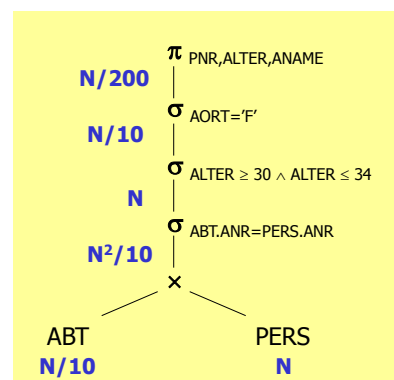 π PNR,ALTER,ANAME
N/200
σ AORT='F'
N/10
σ ALTER ≥ 30 ∧ ALTER ≤ 34
N
σ ABT.ANR=PERS.ANR
N²/10
×
ABT PERS
N/10 N